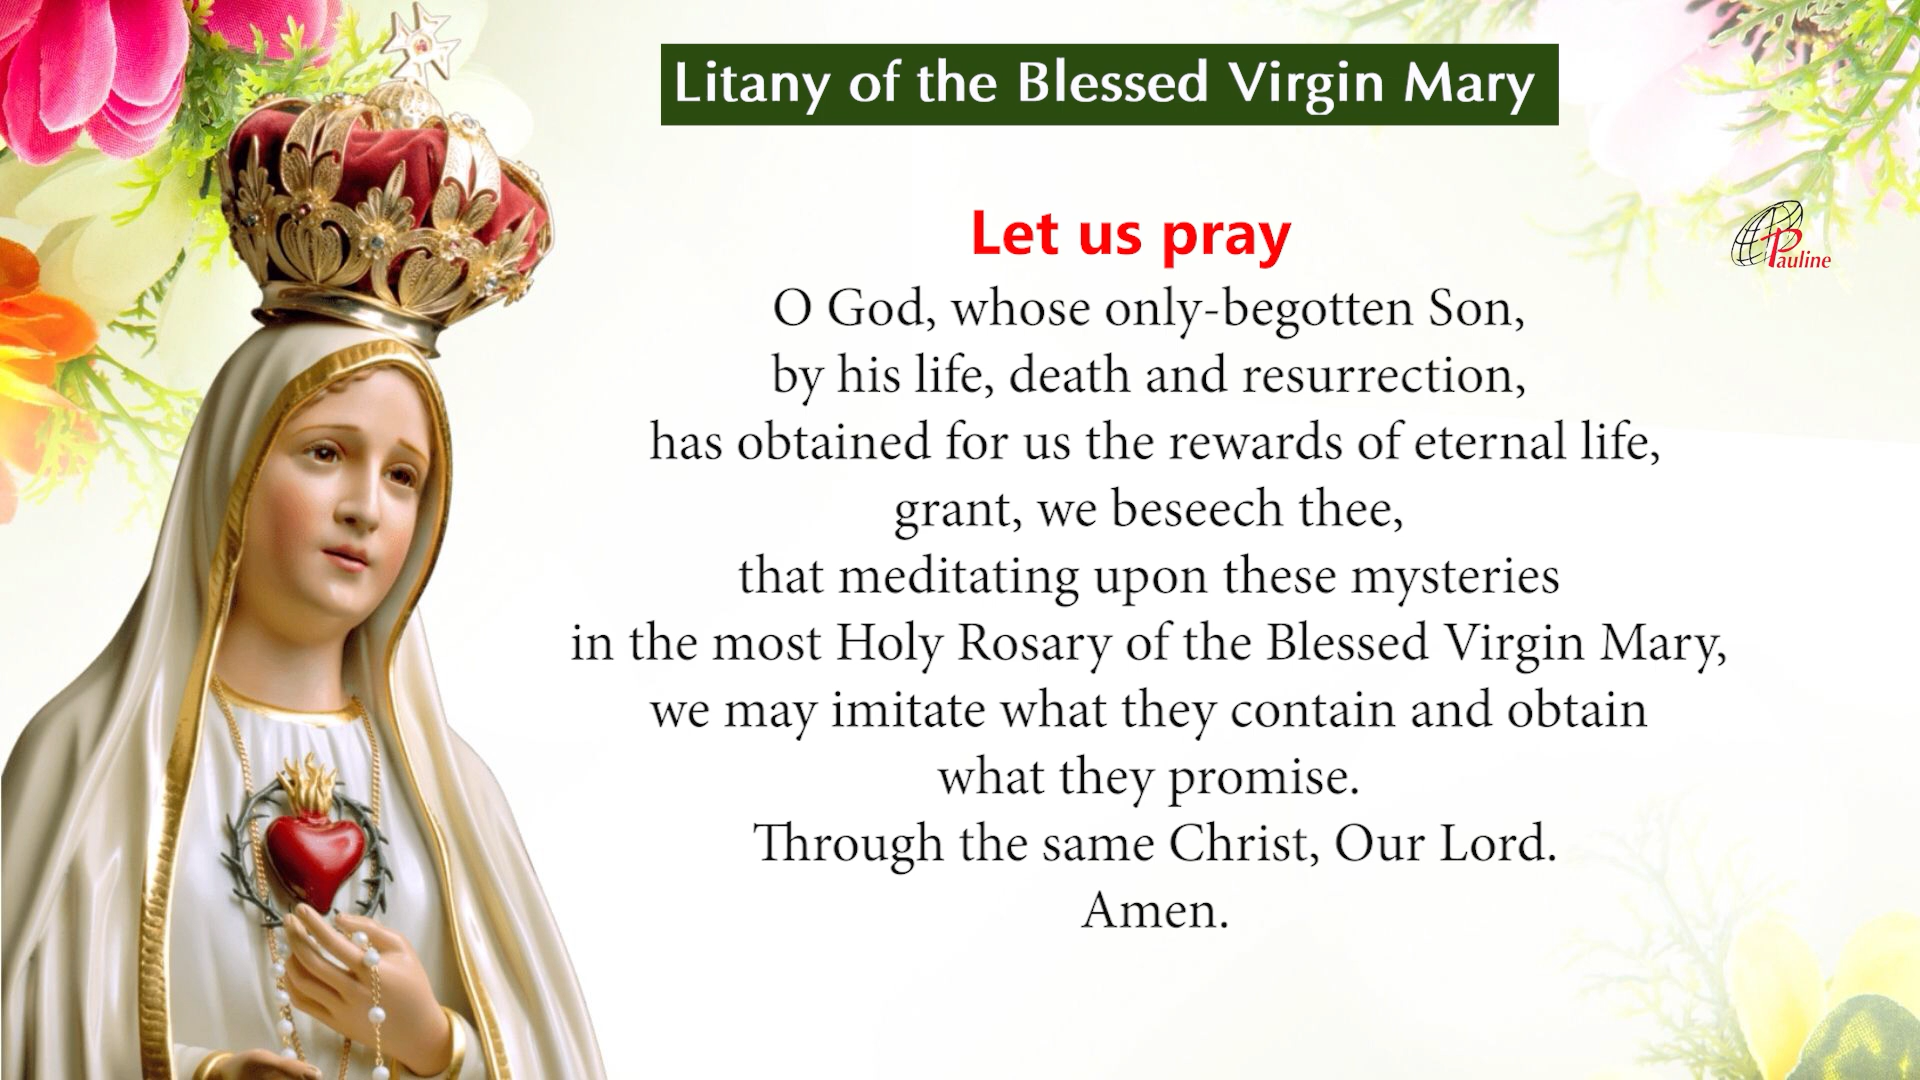 Litany of the Blessed Virgin Mary
Let us pray
Pauline
O God, whose only-begotten Son,
by his life, death and resurrection,
has obtained for us the rewards of eternal life,
grant, we beseech thee,
that meditating upon these mysteries
in the most Holy Rosary of the Blessed Virgin Mary,
we may imitate what they contain and obtain
what they promise.
Through the same Christ, Our Lord.
Amen.